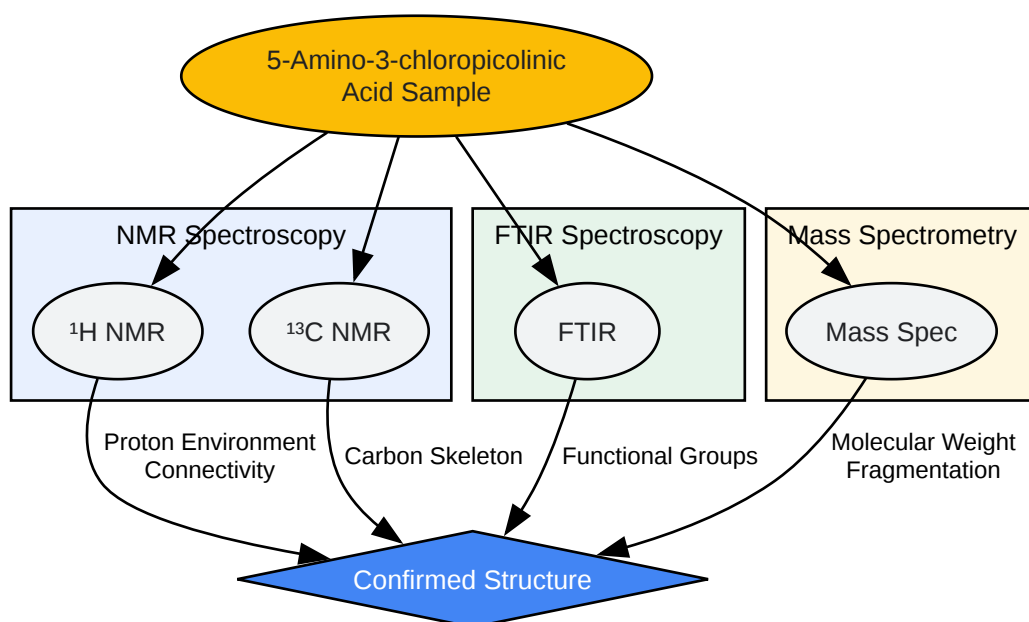 5-Amino-3-chloropicolinic
Acid Sample
NMR Spectroscopy
FTIR Spectroscopy
Mass Spectrometry
¹H NMR
¹³C NMR
FTIR
Mass Spec
Proton Environment
Connectivity
Carbon Skeleton
Functional Groups
Molecular Weight
Fragmentation
Confirmed Structure